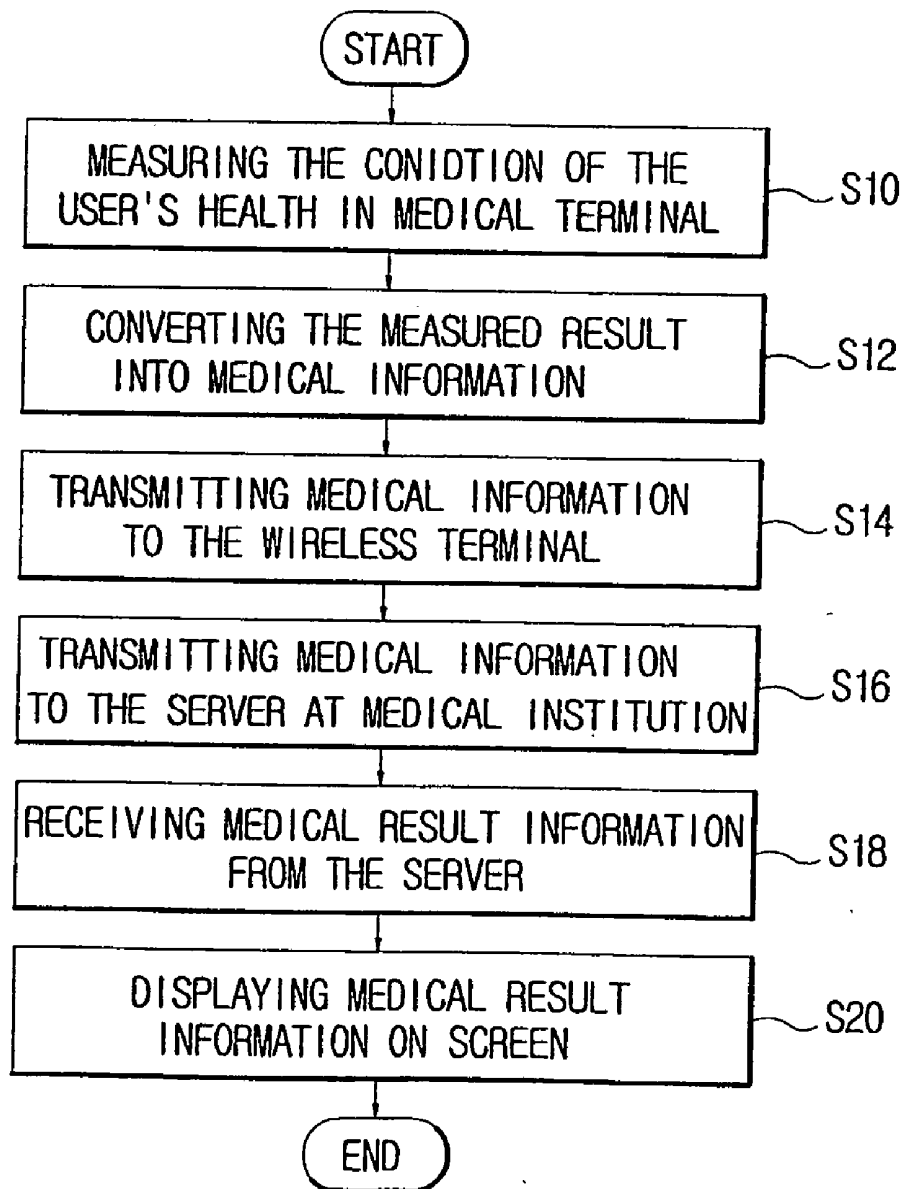 START
MEASURING THE CONIDTION OF THE
USER'S HEALTH IN MEDICAL TERMINAL
S10
CONVERTING THE MEASURED RESULT
INTO MEDICAL INFORMATION
S12
TRANSMITTING MEDICAL INFORMATION
TO THE WIRELESS TERMINAL
S14
TRANSMITTING MEDICAL INFORMATION
TO THE SERVER AT MEDICAL INSTITUTION
S16
RECEIVING MEDICAL RESULT INFORMATION
FROM THE SERVER
S18
DISPLAYING MEDICAL RESULT
INFORMATION ON SCREEN
S20
END